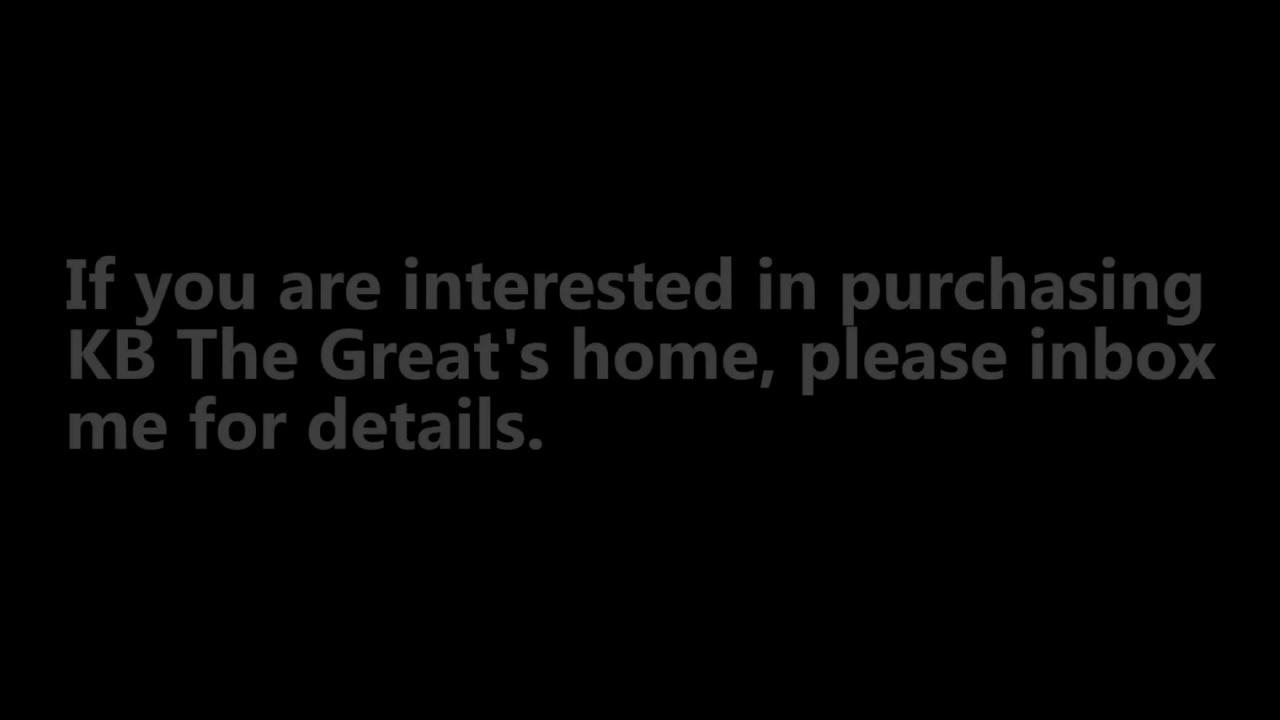 If you are interested in purchasing
KB The Great's home, please inbox
me for details.